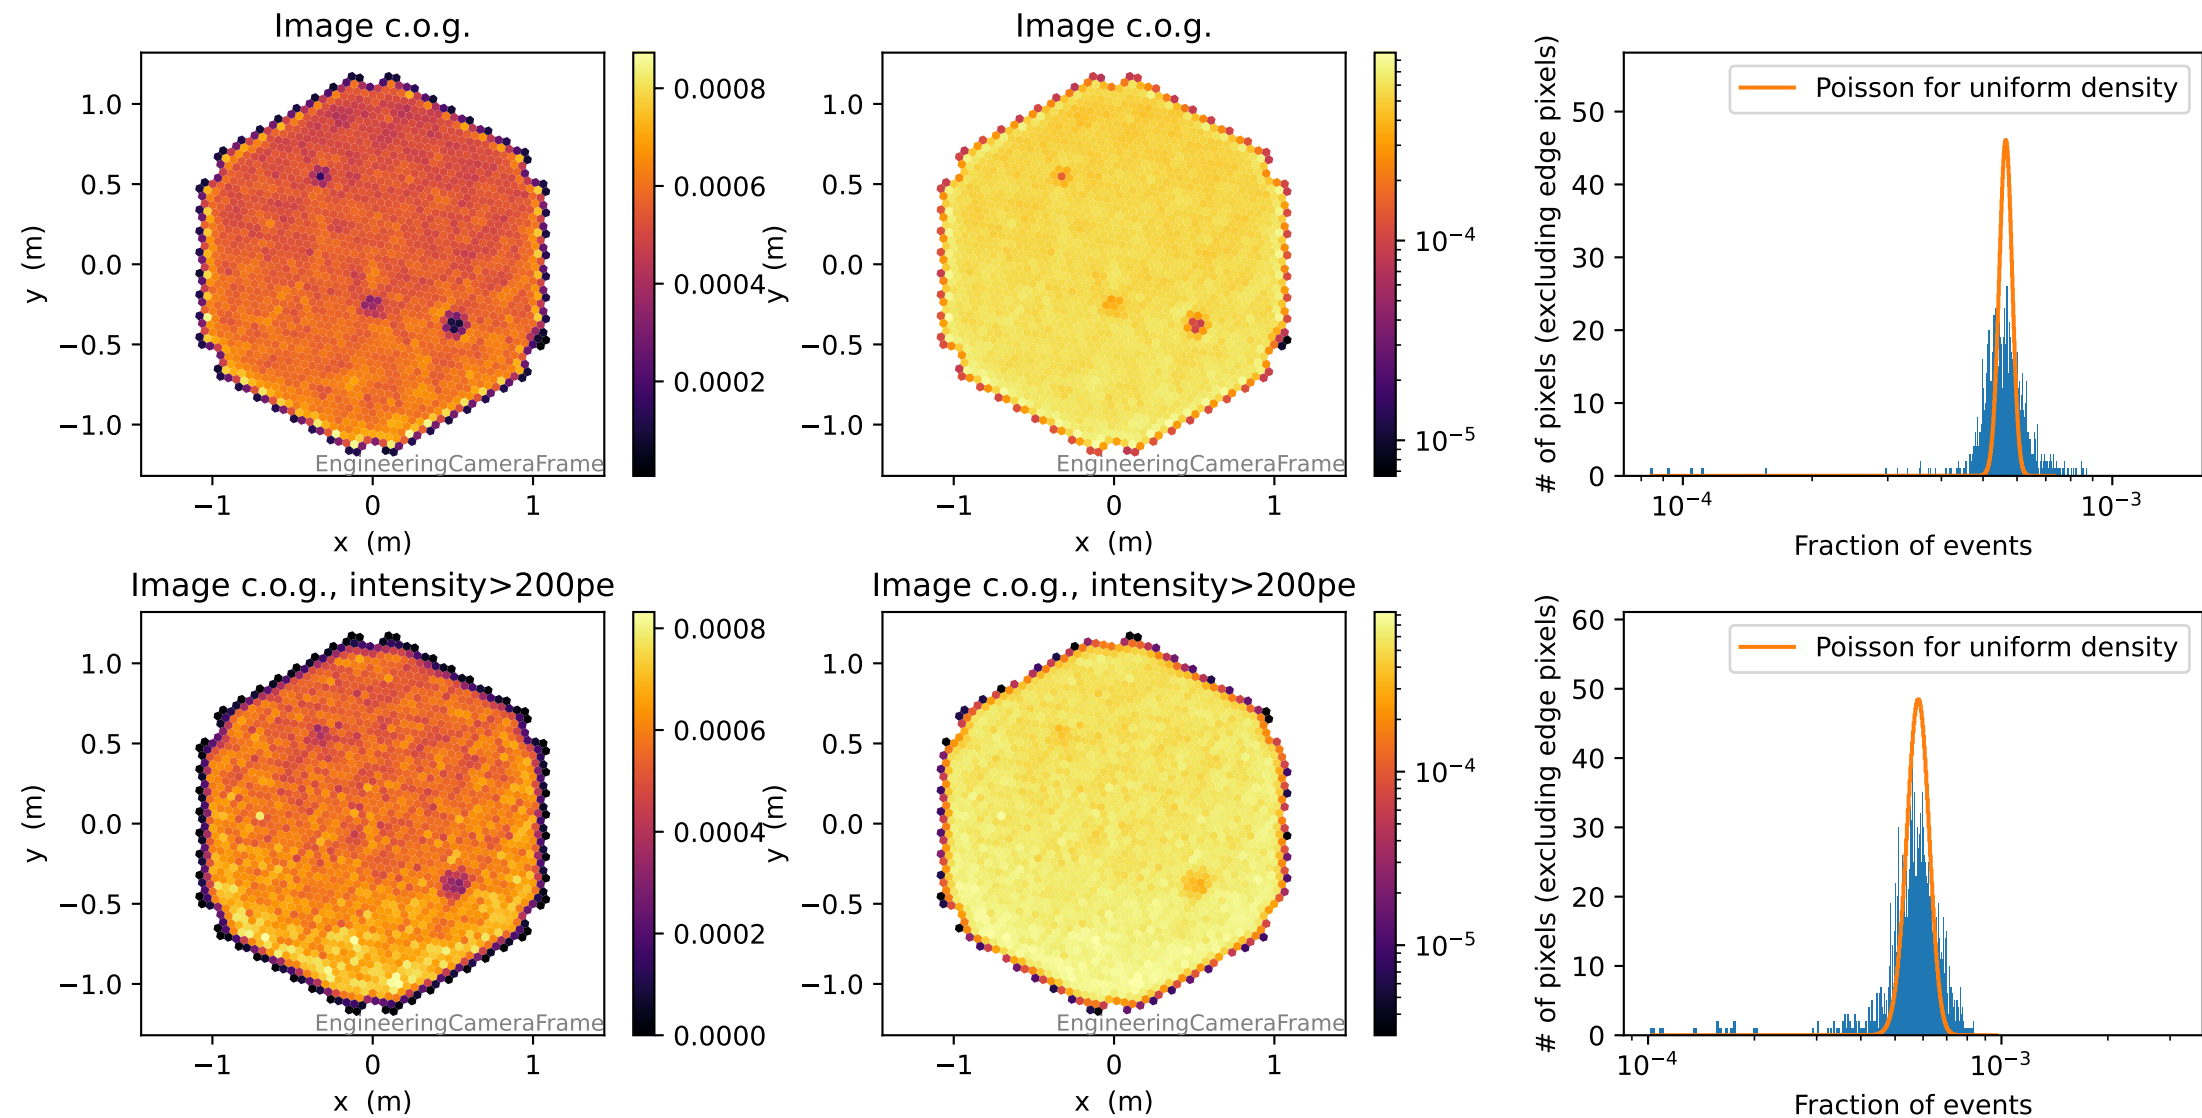 Image c.o.g.
1.0
0.5
0.0
−0.5
−1.0
y (m)
−1
0
1
x (m)
EngineeringCameraFrame
0.0008
0.0006
0.0004
0.0002
Image c.o.g.
1.0
0.5
0.0
−0.5
−1.0
y (m)
−1
0
1
x (m)
EngineeringCameraFrame
10⁻⁴
10⁻⁵
# of pixels (excluding edge pixels)
50
40
30
20
10
0
Poisson for uniform density
10⁻⁴
10⁻³
Fraction of events
Image c.o.g., intensity>200pe
1.0
0.5
0.0
−0.5
−1.0
y (m)
−1
0
1
x (m)
EngineeringCameraFrame
0.0008
0.0006
0.0004
0.0002
0.0000
Image c.o.g., intensity>200pe
1.0
0.5
0.0
−0.5
−1.0
y (m)
−1
0
1
x (m)
EngineeringCameraFrame
10⁻⁴
10⁻⁵
# of pixels (excluding edge pixels)
60
50
40
30
20
10
0
Poisson for uniform density
10⁻⁴
10⁻³
Fraction of events